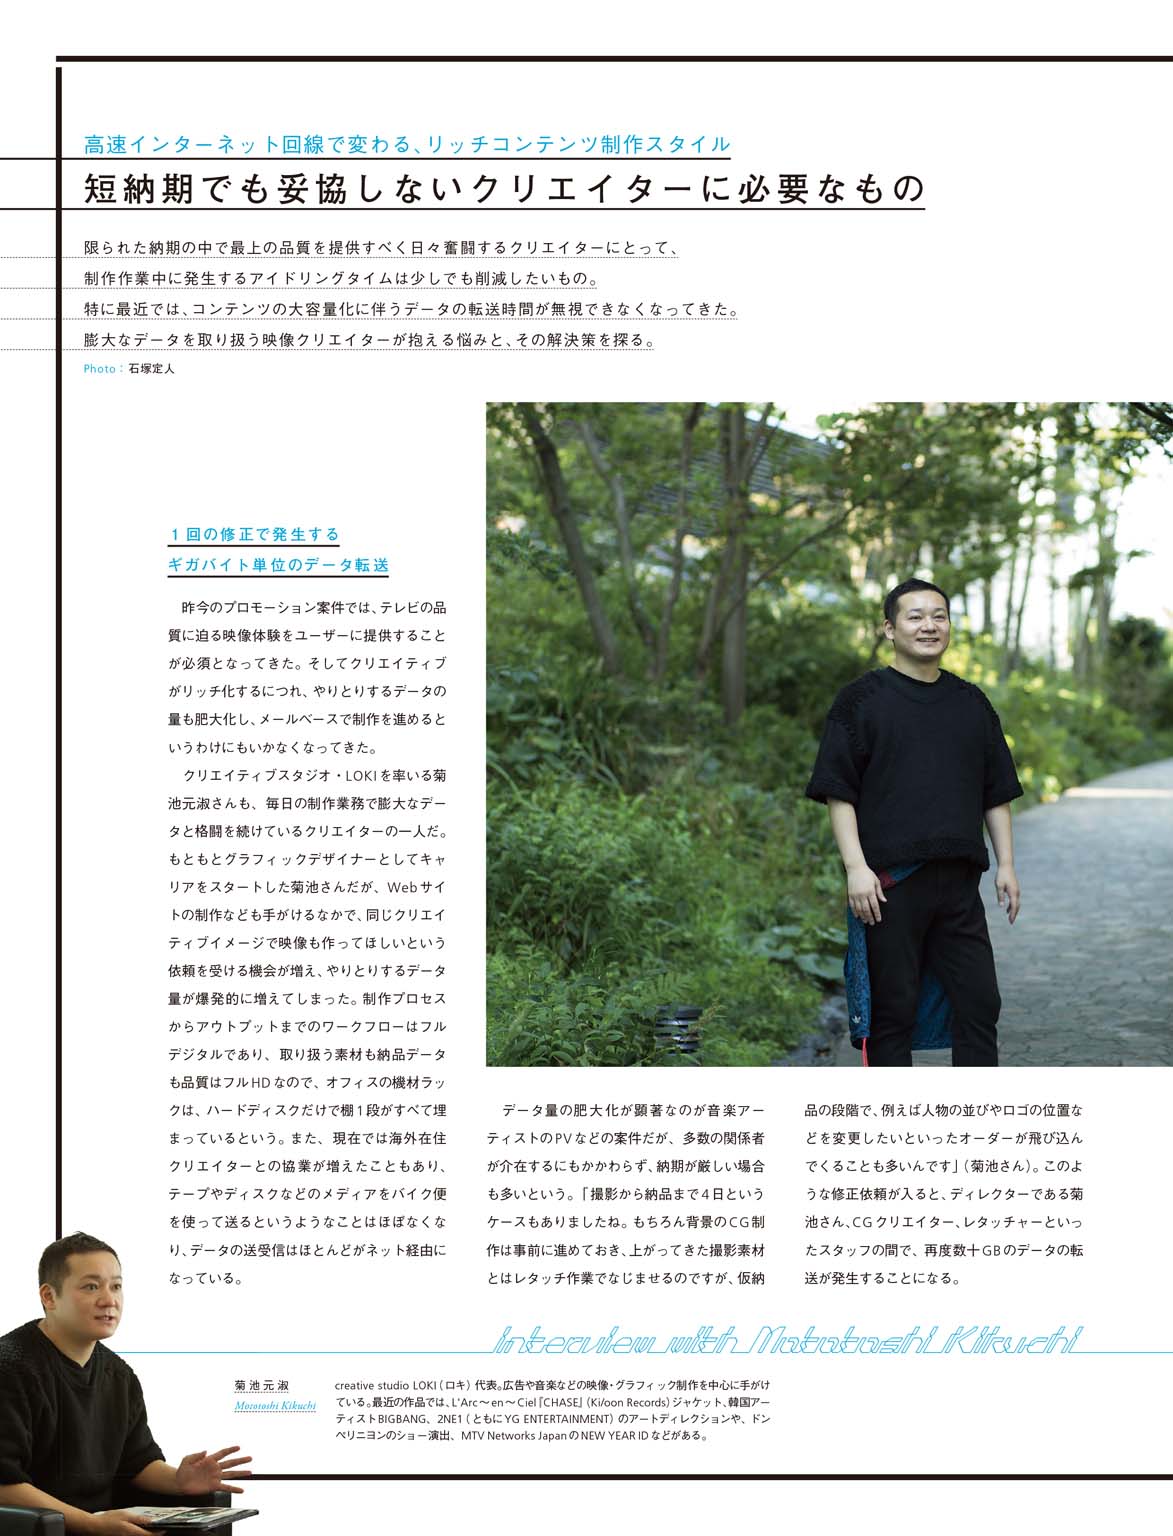 高速インターネット回線で変わる、リッチコンテンツ制作スタイル
短納期でも妥協しないクリエイターに必要なもの
限られた納期の中で最上の品質を提供すべく日々奮闘するクリエイターにとって、
制作作業中に発生するアイドリングタイムは少しでも削減したいもの。
特に最近では、コンテンツの大容量化に伴うデータの転送時間が無視できなくなってきた。
膨大なデータを取り扱う映像クリエイターが抱える悩みと、その解決策を探る。
Photo：石塚定人
1回の修正で発生する
ギガバイト単位のデータ転送
昨今のプロモーション案件では、テレビの品
質に迫る映像体験をユーザーに提供すること
が必須となってきた。そしてクリエイティブ
がリッチ化するにつれ、やりとりするデータの
量も肥大化し、メールベースで制作を進めると
いうわけにもいかなくなってきた。
クリエイティブスタジオ・LOKIを率いる菊
池元淑さんも、毎日の制作業務で膨大なデー
タと格闘を続けているクリエイターの一人だ。
もともとグラフィックデザイナーとしてキャ
リアをスタートした菊池さんだが、Webサイ
トの制作なども手がけるなかで、同じクリエイ
ティブイメージで映像も作ってほしいという
依頼を受ける機会が増え、やりとりするデータ
量が爆発的に増えてしまった。制作プロセス
からアウトプットまでのワークフローはフル
デジタルであり、取り扱う素材も納品データ
も品質はフルHDなので、オフィスの機材ラッ
クは、ハードディスクだけで棚1段がすべて埋
まっているという。また、現在では海外在住
クリエイターとの協業が増えたこともあり、
テープやディスクなどのメディアをバイク便
を使って送るというようなことはほぼなくな
り、データの送受信はほとんどがネット経由に
なっている。
データ量の肥大化が顕著なのが音楽アー
ティストのPVなどの案件だが、多数の関係者
が介在するにもかかわらず、納期が厳しい場合
も多いという。「撮影から納品まで4日という
ケースもありましたね。もちろん背景のCG制
作は事前に進めておき、上がってきた撮影素材
とはレタッチ作業でなじませるのですが、仮納
品の段階で、例えば人物の並びやロゴの位置な
どを変更したいといったオーダーが飛び込ん
でくることも多いんです」（菊池さん）。このよ
うな修正依頼が入ると、ディレクターである菊
池さん、CGクリエイター、レタッチャーといっ
たスタッフの間で、再度数十GBのデータの転
送が発生することになる。
Interview with Mototoshi Kikuchi
菊池元淑
Mototoshi Kikuchi
creative studio LOKI（ロキ）代表。広告や音楽などの映像・グラフィック制作を中心に手がけ
ている。最近の作品では、L'Arc〜en〜Ciel『CHASE』（Ki/oon Records）ジャケット、韓国アー
ティストBIGBANG、2NE1（ともにYG ENTERTAINMENT）のアートディレクションや、ドン
ペリニヨンのショー演出、MTV Networks JapanのNEW YEAR IDなどがある。